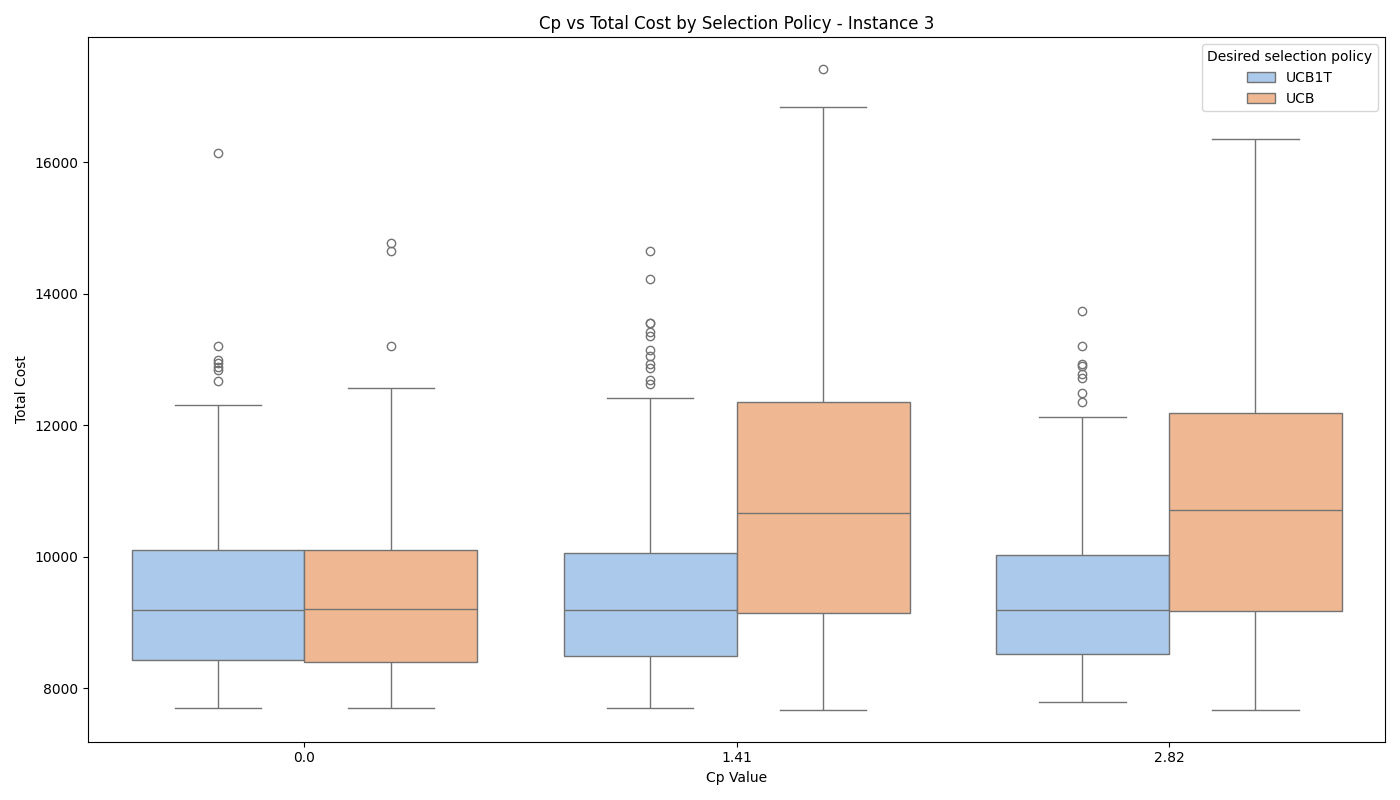 Cp vs Total Cost by Selection Policy - Instance 3
Desired selection policy
UCB1T
UCB
Total Cost
16000
14000
12000
10000
8000
0.0
1.41
2.82
Cp Value